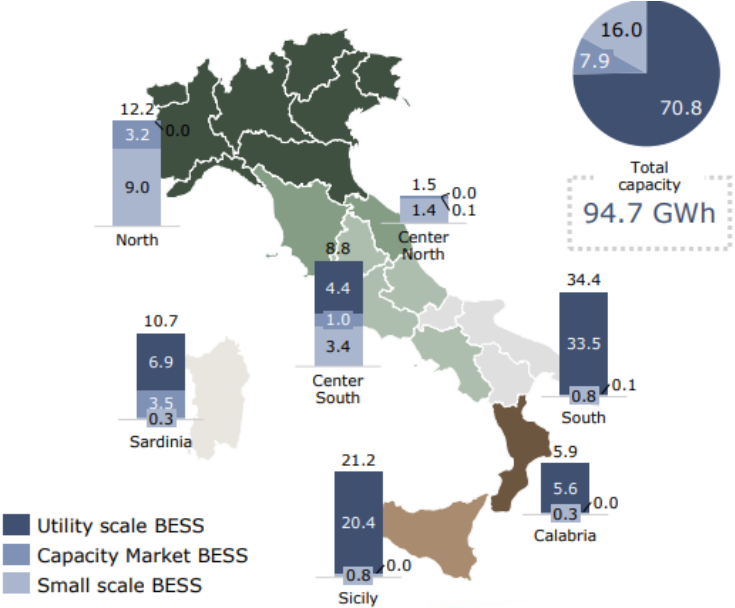 16.0
7.9
70.8
Total
capacity
94.7 GWh
12.2
0.0
3.2
9.0
North
1.5
0.0
1.4
0.1
Center
North
8.8
4.4
1.0
3.4
Center
South
34.4
33.5
0.1
0.8
South
10.7
6.9
3.5
0.3
Sardinia
5.9
5.6
0.0
0.3
Calabria
21.2
20.4
0.0
0.8
Sicily
Utility scale BESS
Capacity Market BESS
Small scale BESS